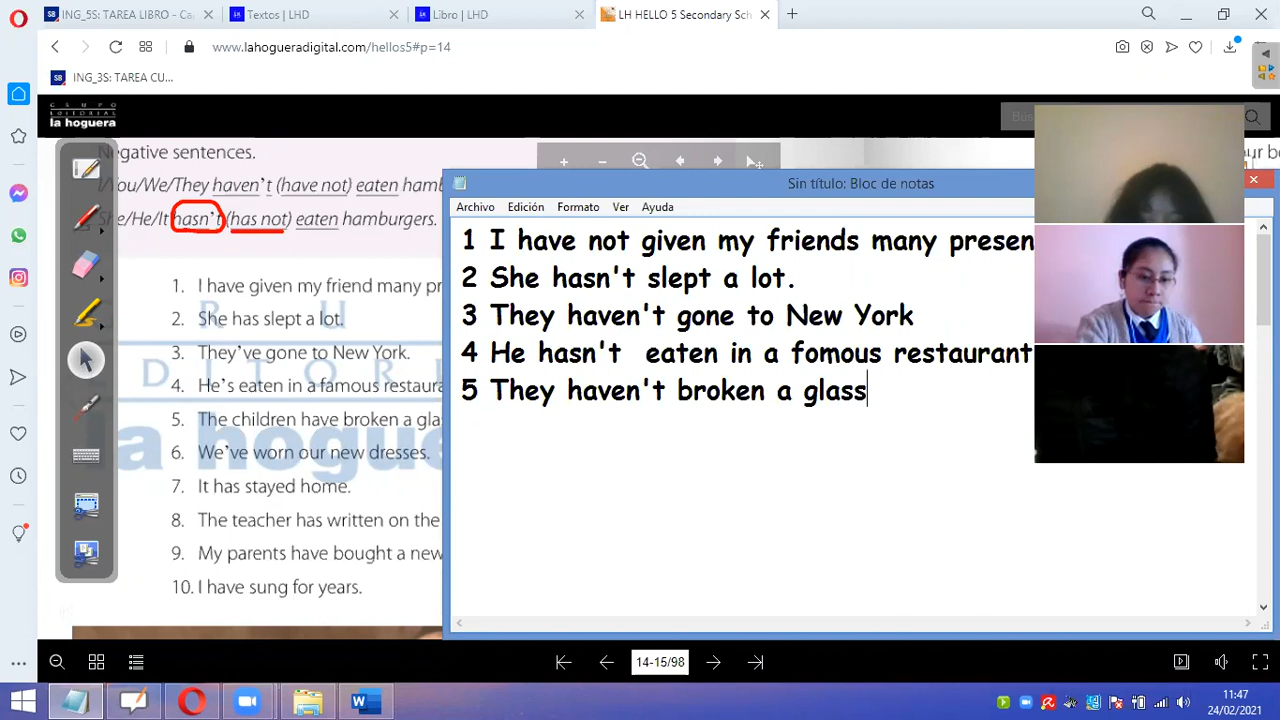 ING_5S: TAREA LIBRO - Ca
Textos | LHD
Libro | LHD
LH HELLO 5 Secondary Sch
www.lahogueradigital.com/hellos5#p=14
ING_3S: TAREA CU...
GRUPO
EDITORIAL
la hoguera
Negative sentences.
I/You/We/They haven't (have not) eaten hamb
She/He/It hasn't (has not) eaten hamburgers.
1. I have given my friend many pr
2. She has slept a lot.
3. They've gone to New York.
4. He's eaten in a famous restaura
5. The children have broken a gla
6. We've worn our new dresses.
7. It has stayed home.
8. The teacher has written on the
9. My parents have bought a new
10. I have sung for years.
Sin título: Bloc de notas
Archivo Edición Formato Ver Ayuda
1 I have not given my friends many presen
2 She hasn't slept a lot.
3 They haven't gone to New York
4 He hasn't  eaten in a fomous restaurant
5 They haven't broken a glass
14-15/98
11:47
24/02/2021